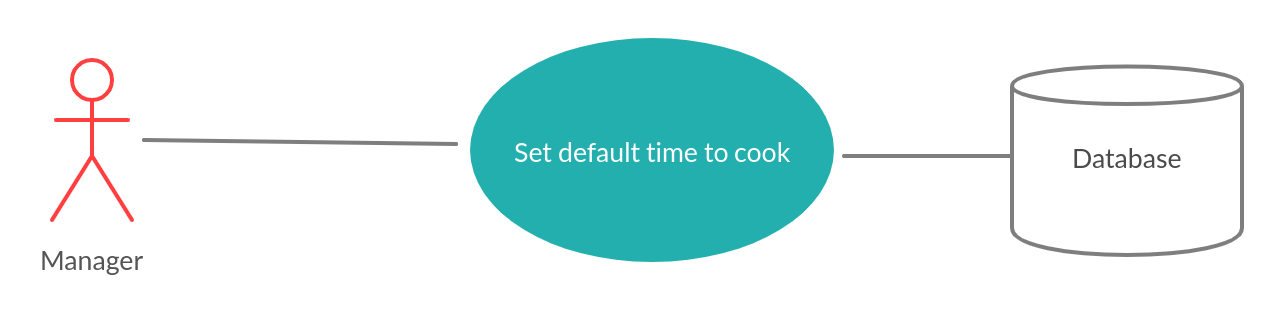 Set default time to cook
Database
Manager